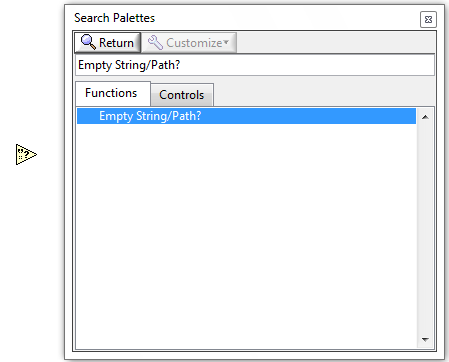 Search Palettes
Return Customize
Empty String/Path?
Functions Controls
Empty String/Path?